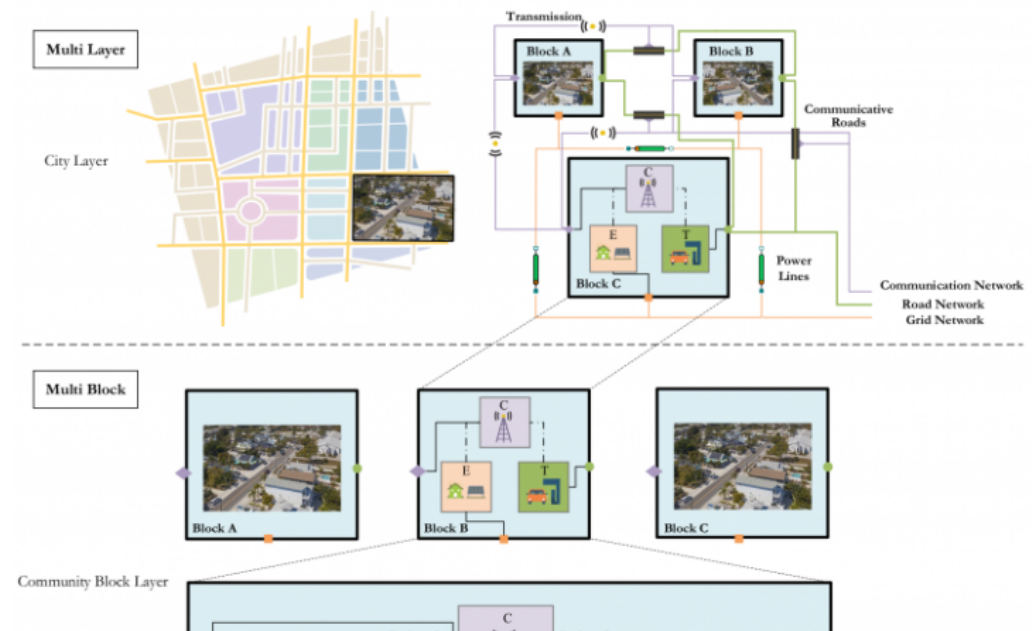 Multi Layer
City Layer
Transmission
Block A
Block B
Communicative
Roads
C
E
T
Block C
Power
Lines
Communication Network
Road Network
Grid Network
Multi Block
Block A
C
E
T
Block B
Block C
Community Block Layer
C